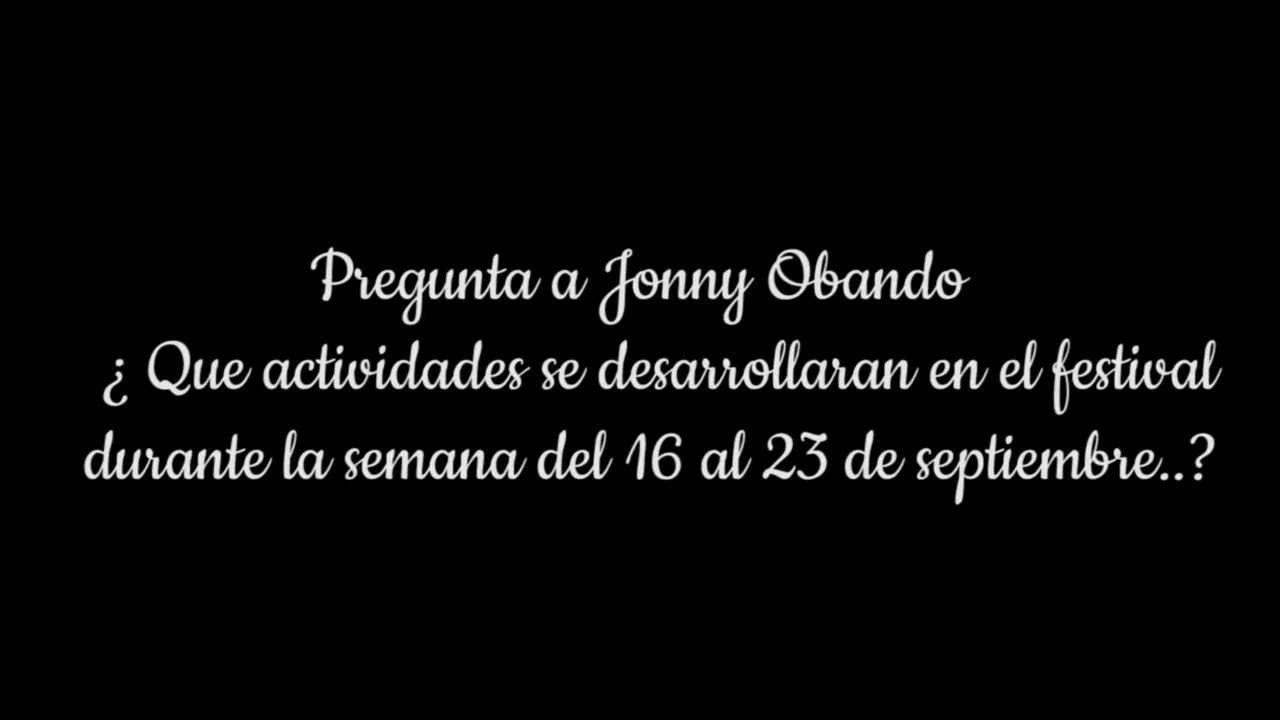 Pregunta a Jonny Obando
¿ Que actividades se desarrollaran en el festival
durante la semana del 16 al 23 de septiembre..?